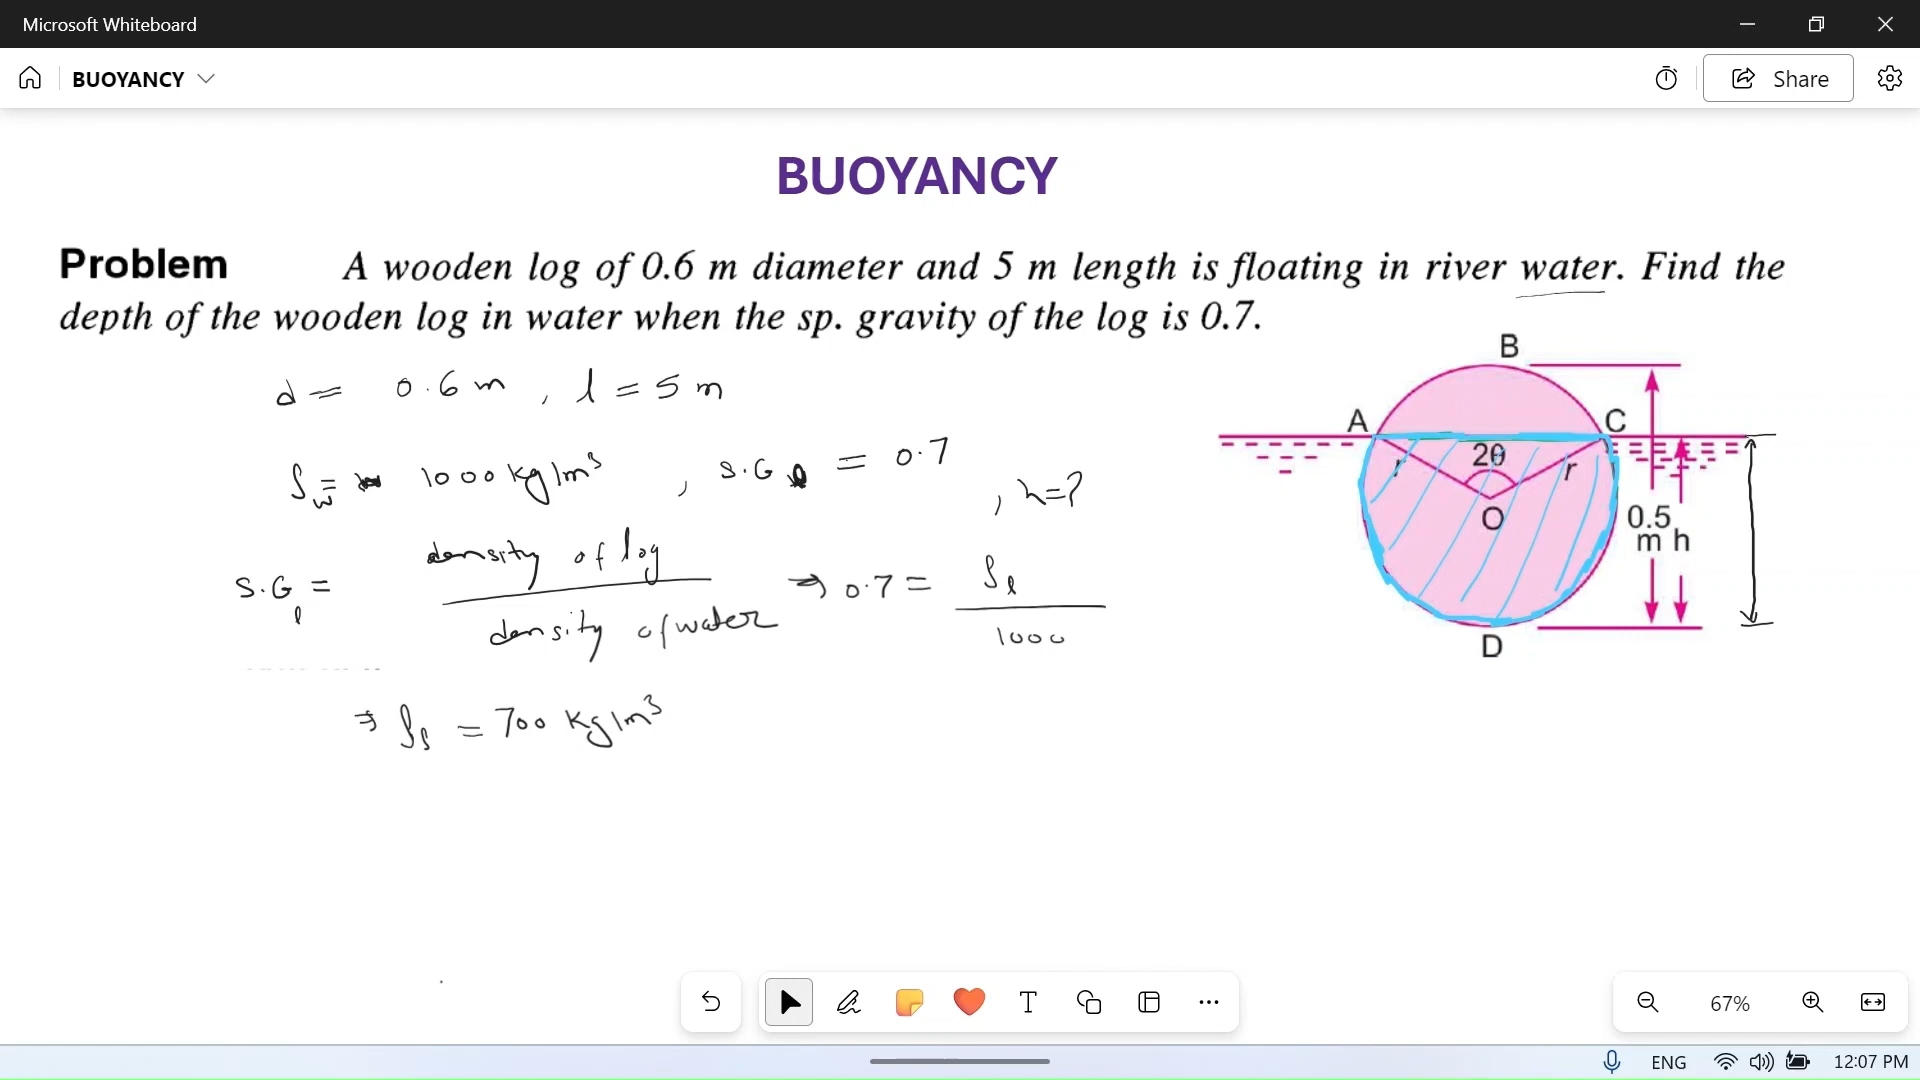 Microsoft Whiteboard
BUOYANCY
Share
BUOYANCY
Problem A wooden log of 0.6 m diameter and 5 m length is floating in river water. Find the
depth of the wooden log in water when the sp. gravity of the log is 0.7.
d = 0.6 m , l = 5 m
ρw = 1000 kg/m³ , S.G l = 0.7 , h=?
S.G l = density of log / density of water ⇒ 0.7 = ρl / 1000
⇒ ρl = 700 kg/m³
B
A
C
2θ
r
r
O
0.5 m
h
D
T
67%
ENG
12:07 PM